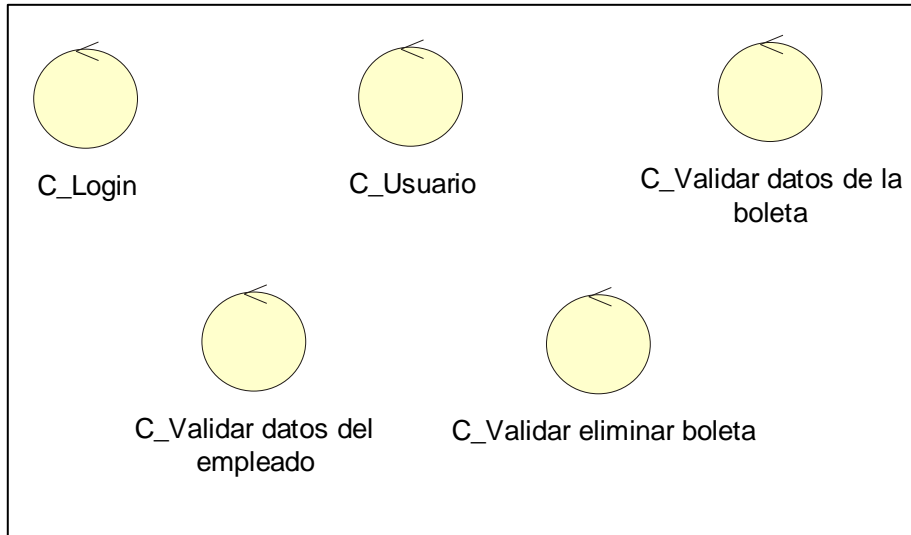 C_Login
C_Usuario
C_Validar datos de la
boleta
C_Validar datos del
empleado
C_Validar eliminar boleta